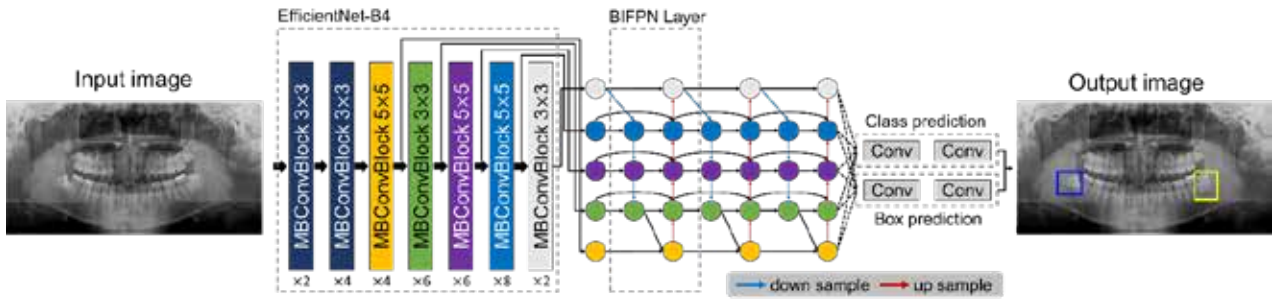 EfficientNet-B4
BIFPN Layer
Input image
MBConvBlock 3×3
MBConvBlock 3×3
MBConvBlock 5×5
MBConvBlock 3×3
MBConvBlock 5×5
MBConvBlock 5×5
MBConvBlock 3×3
×2
×4
×4
×6
×6
×8
×2
Class prediction
Conv Conv
Conv Conv
Box prediction
Output image
down sample up sample